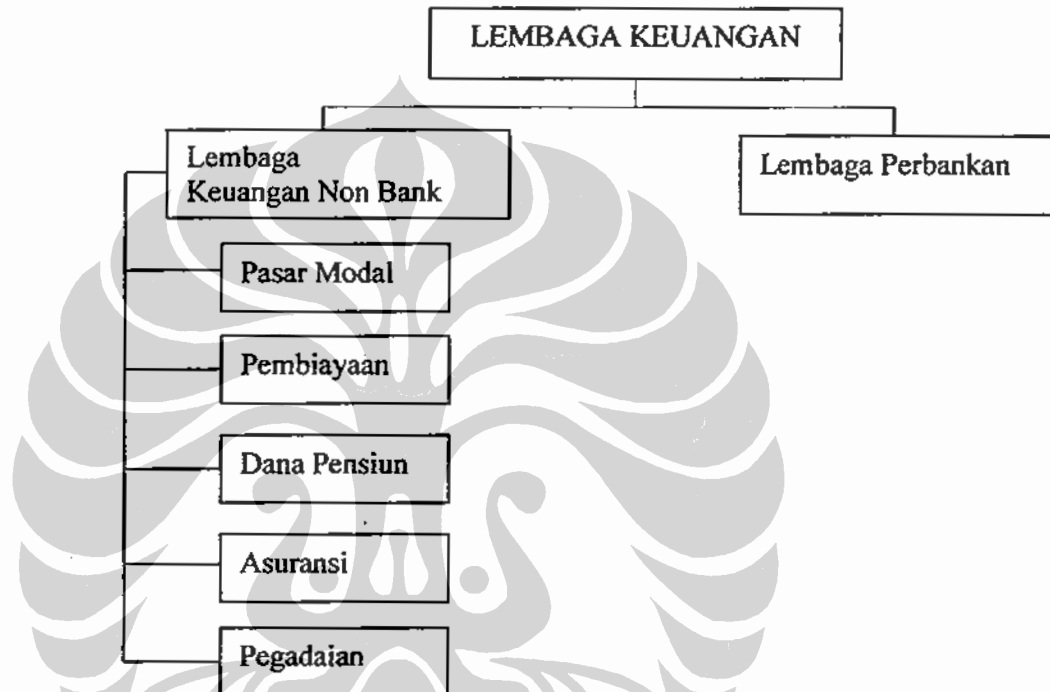 LEMBAGA KEUANGAN
Lembaga
Keuangan Non Bank
Lembaga Perbankan
Pasar Modal
Pembiayaan
Dana Pensiun
Asuransi
Pegadaian